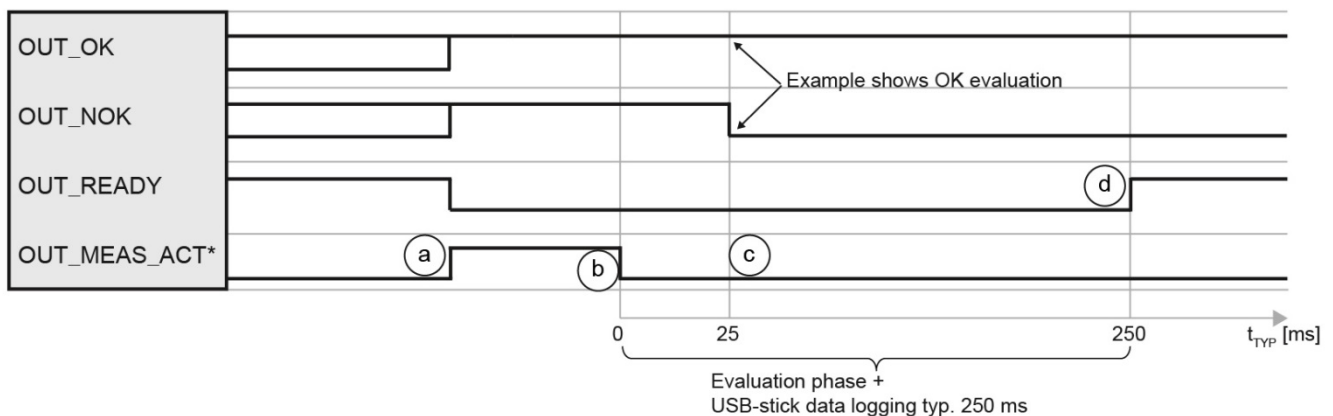 OUT_OK
Example shows OK evaluation
OUT_NOK
OUT_READY
d
OUT_MEAS_ACT*
a
b
c
0 25 250 t_TYP [ms]
Evaluation phase +
USB-stick data logging typ. 250 ms